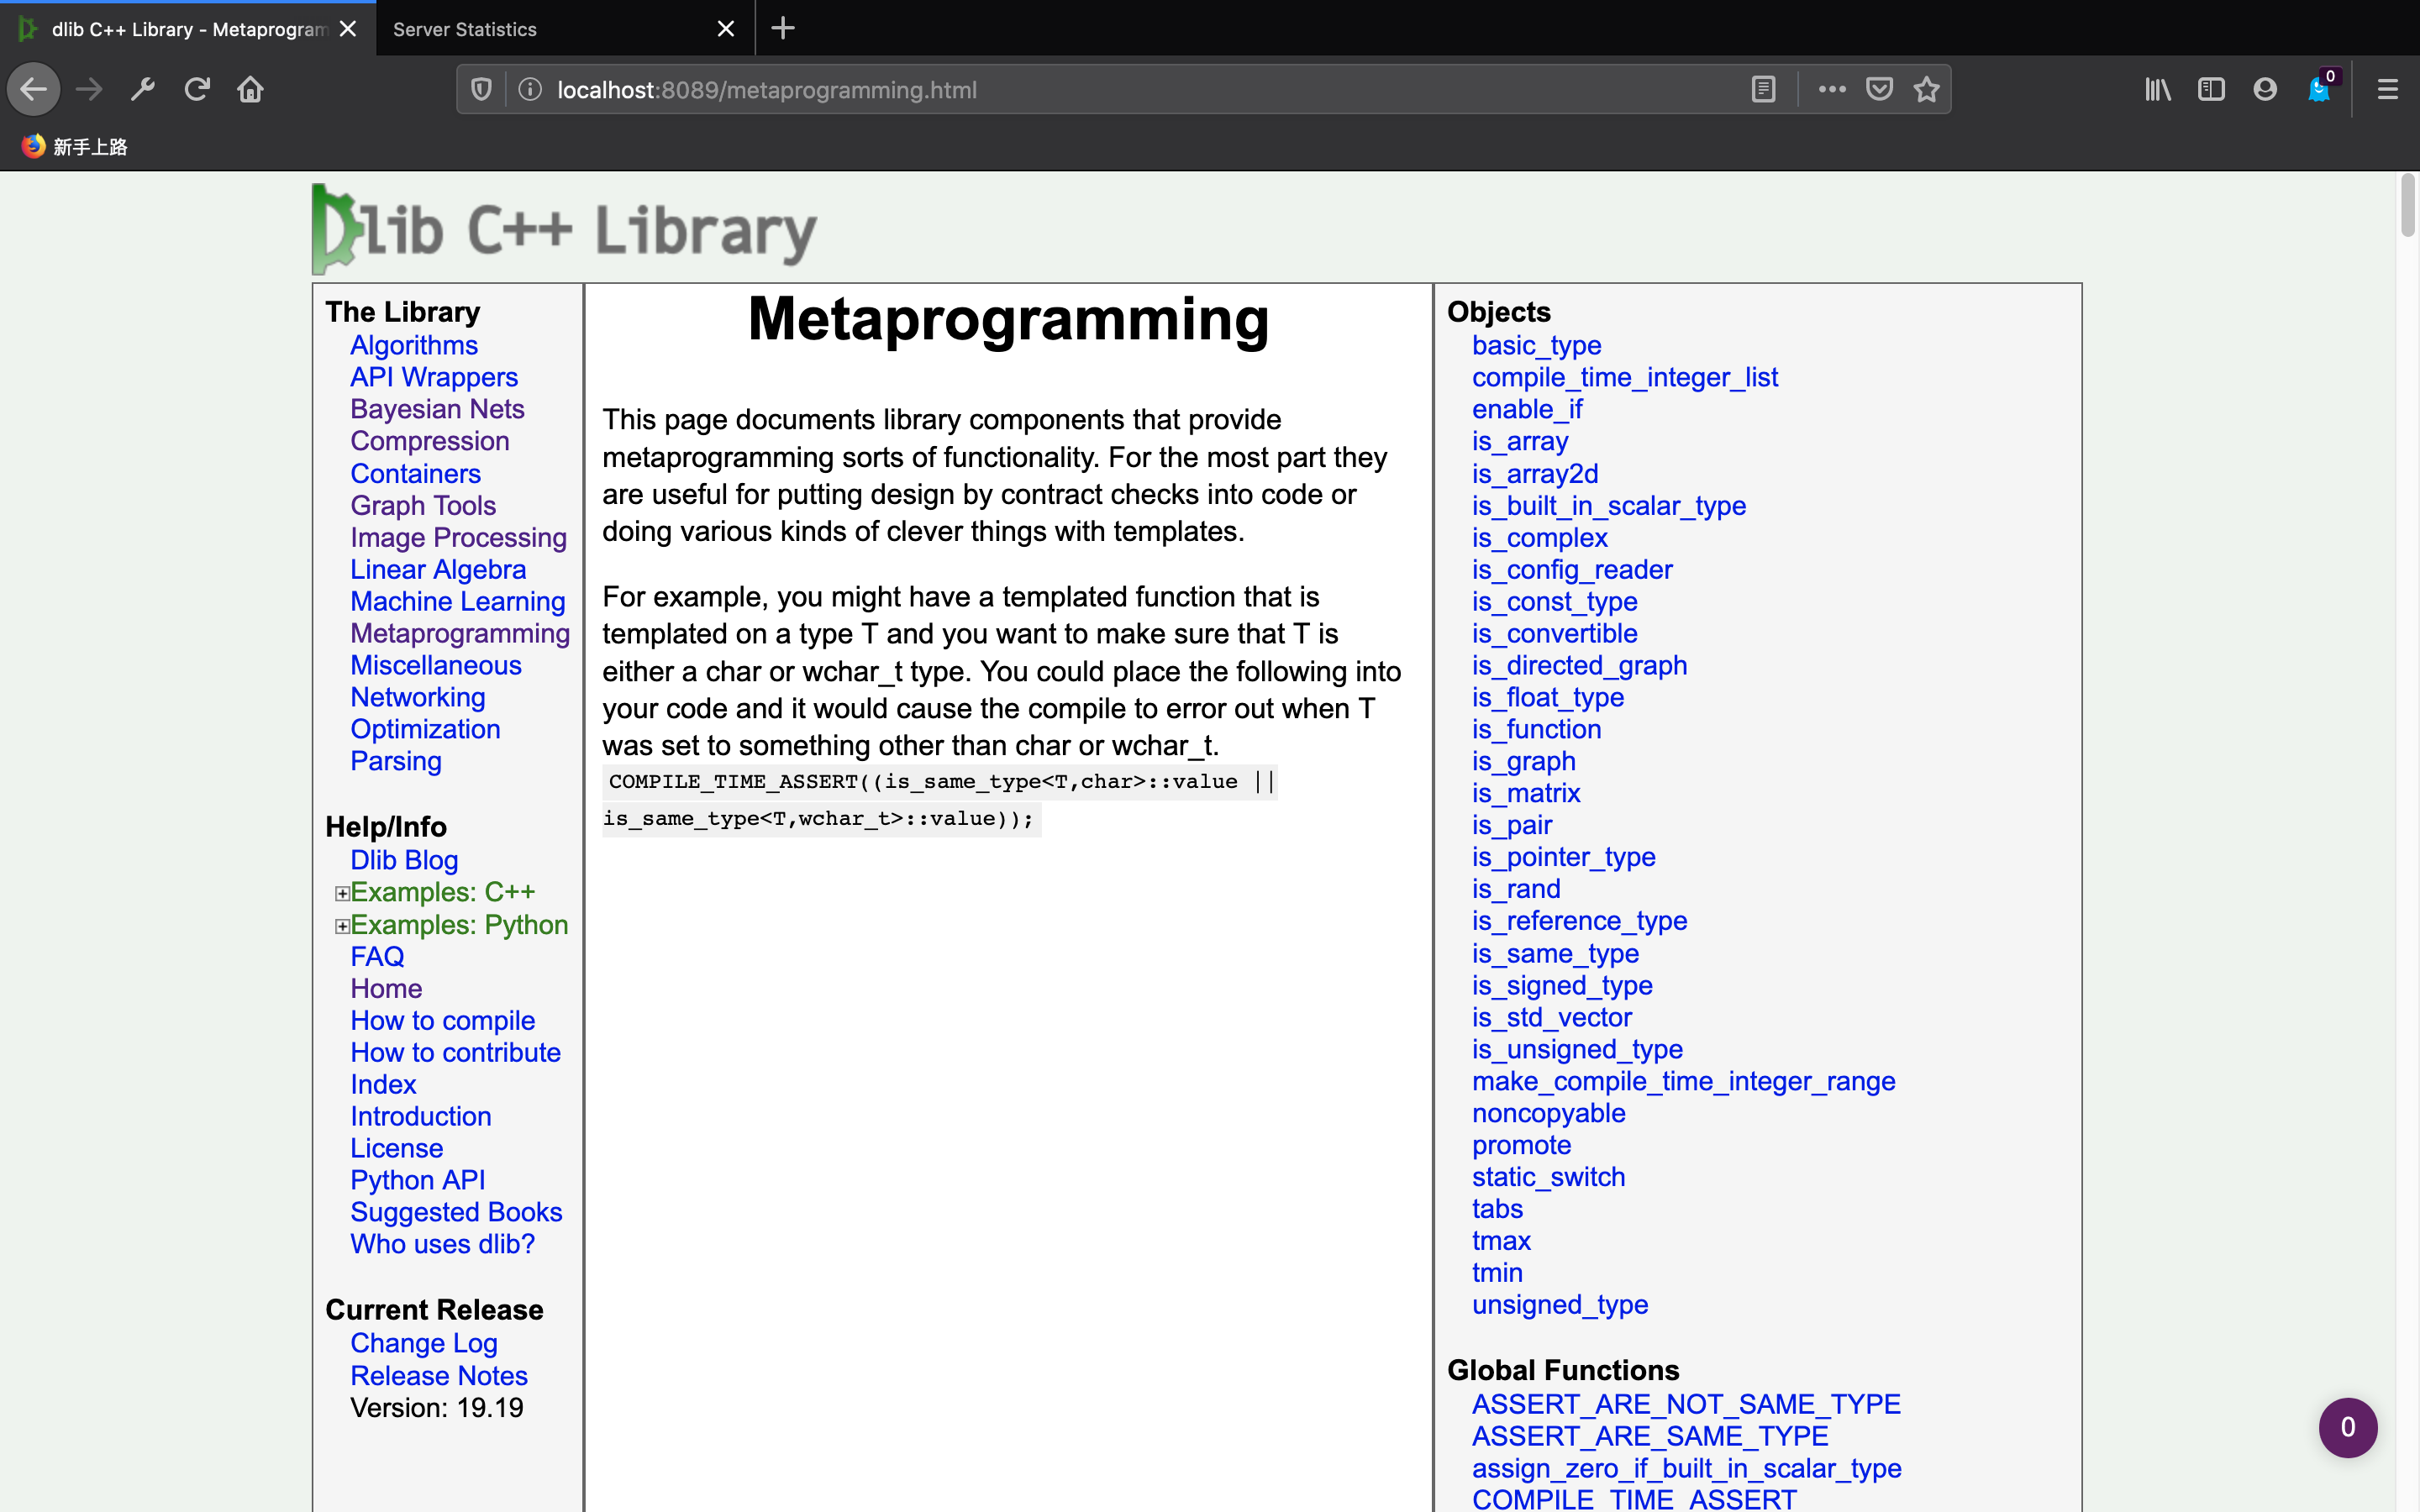 dlib C++ Library - Metaprogram
Server Statistics
localhost:8089/metaprogramming.html
0
新手上路
Dlib C++ Library
The Library
Algorithms
API Wrappers
Bayesian Nets
Compression
Containers
Graph Tools
Image Processing
Linear Algebra
Machine Learning
Metaprogramming
Miscellaneous
Networking
Optimization
Parsing
Help/Info
Dlib Blog
Examples: C++
Examples: Python
FAQ
Home
How to compile
How to contribute
Index
Introduction
License
Python API
Suggested Books
Who uses dlib?
Current Release
Change Log
Release Notes
Version: 19.19
Metaprogramming
This page documents library components that provide
metaprogramming sorts of functionality. For the most part they
are useful for putting design by contract checks into code or
doing various kinds of clever things with templates.
For example, you might have a templated function that is
templated on a type T and you want to make sure that T is
either a char or wchar_t type. You could place the following into
your code and it would cause the compile to error out when T
was set to something other than char or wchar_t.
COMPILE_TIME_ASSERT((is_same_type<T,char>::value ||
is_same_type<T,wchar_t>::value));
Objects
basic_type
compile_time_integer_list
enable_if
is_array
is_array2d
is_built_in_scalar_type
is_complex
is_config_reader
is_const_type
is_convertible
is_directed_graph
is_float_type
is_function
is_graph
is_matrix
is_pair
is_pointer_type
is_rand
is_reference_type
is_same_type
is_signed_type
is_std_vector
is_unsigned_type
make_compile_time_integer_range
noncopyable
promote
static_switch
tabs
tmax
tmin
unsigned_type
Global Functions
ASSERT_ARE_NOT_SAME_TYPE
ASSERT_ARE_SAME_TYPE
assign_zero_if_built_in_scalar_type
COMPILE_TIME_ASSERT
0